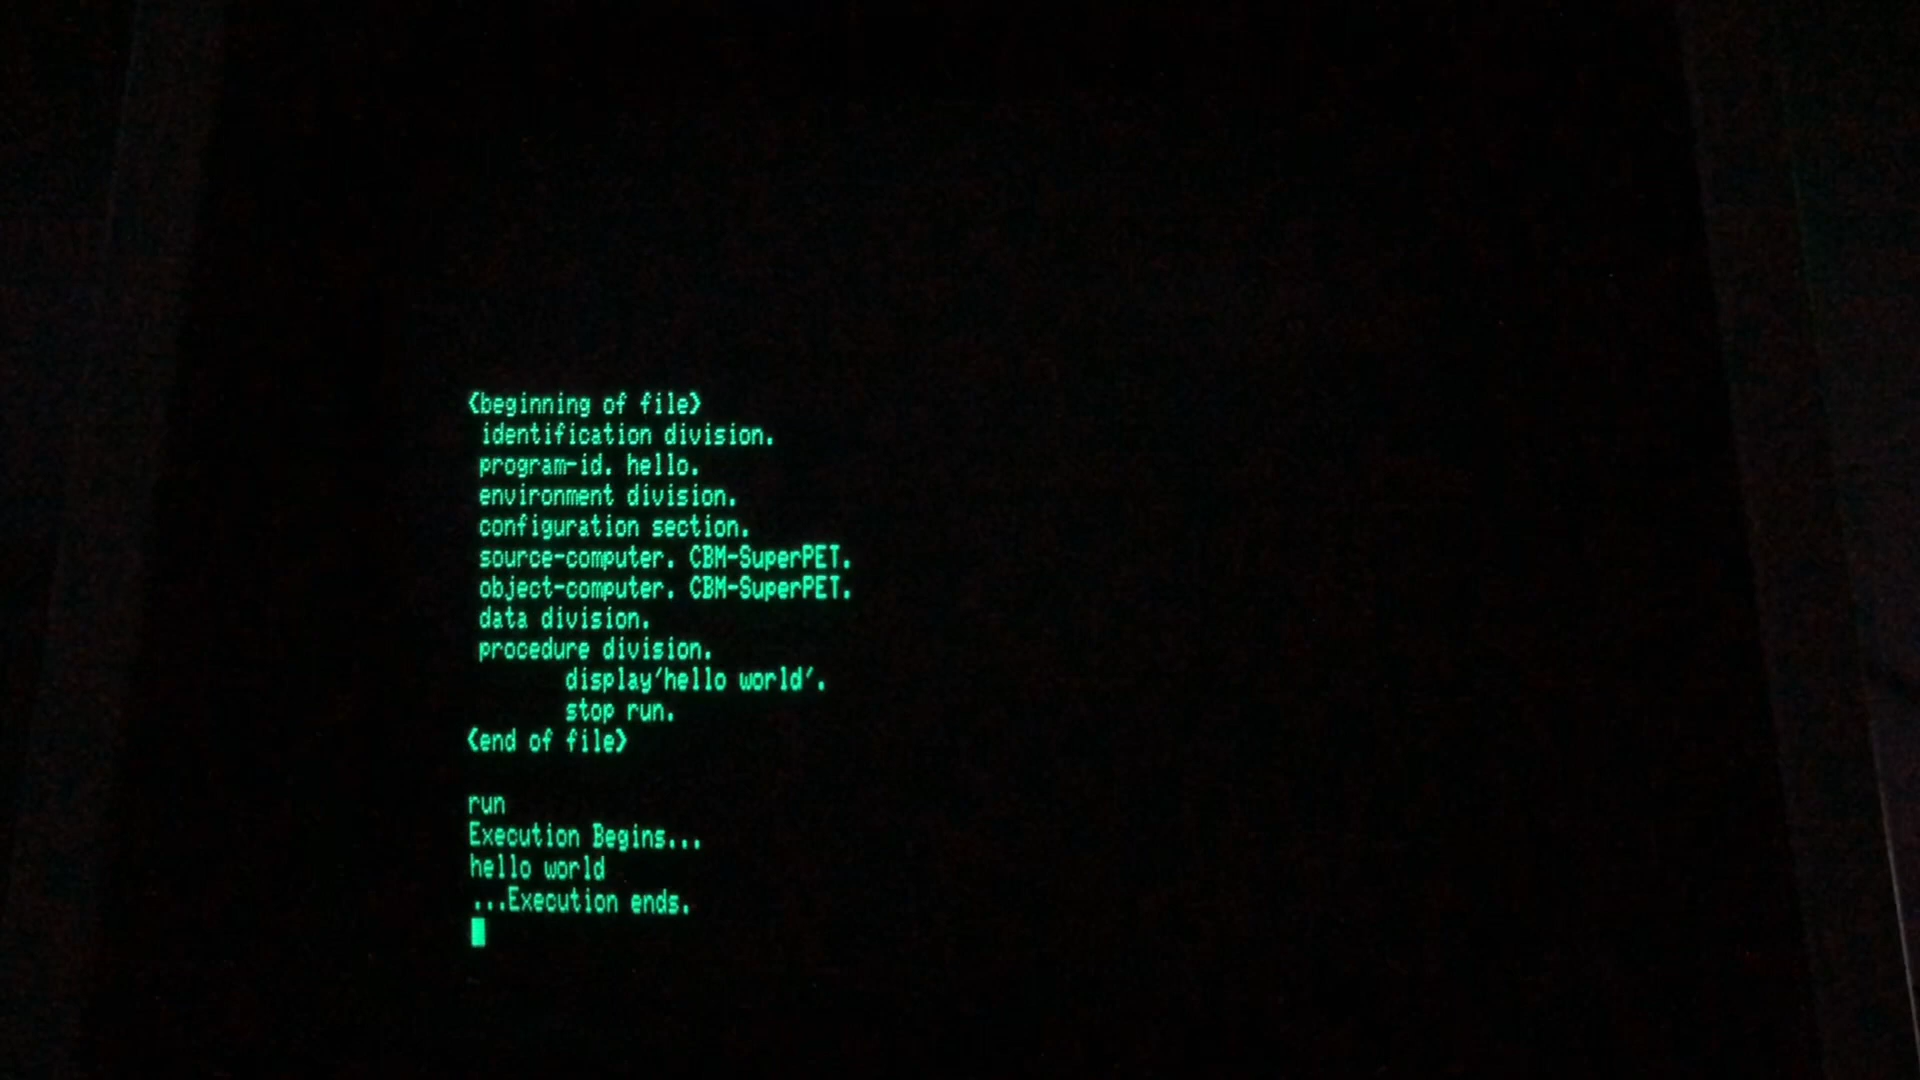 <beginning of file>
identification division.
program-id. hello.
environment division.
configuration section.
source-computer. CBM-SuperPET.
object-computer. CBM-SuperPET.
data division.
procedure division.
display'hello world'.
stop run.
<end of file>
run
Execution Begins...
hello world
...Execution ends.